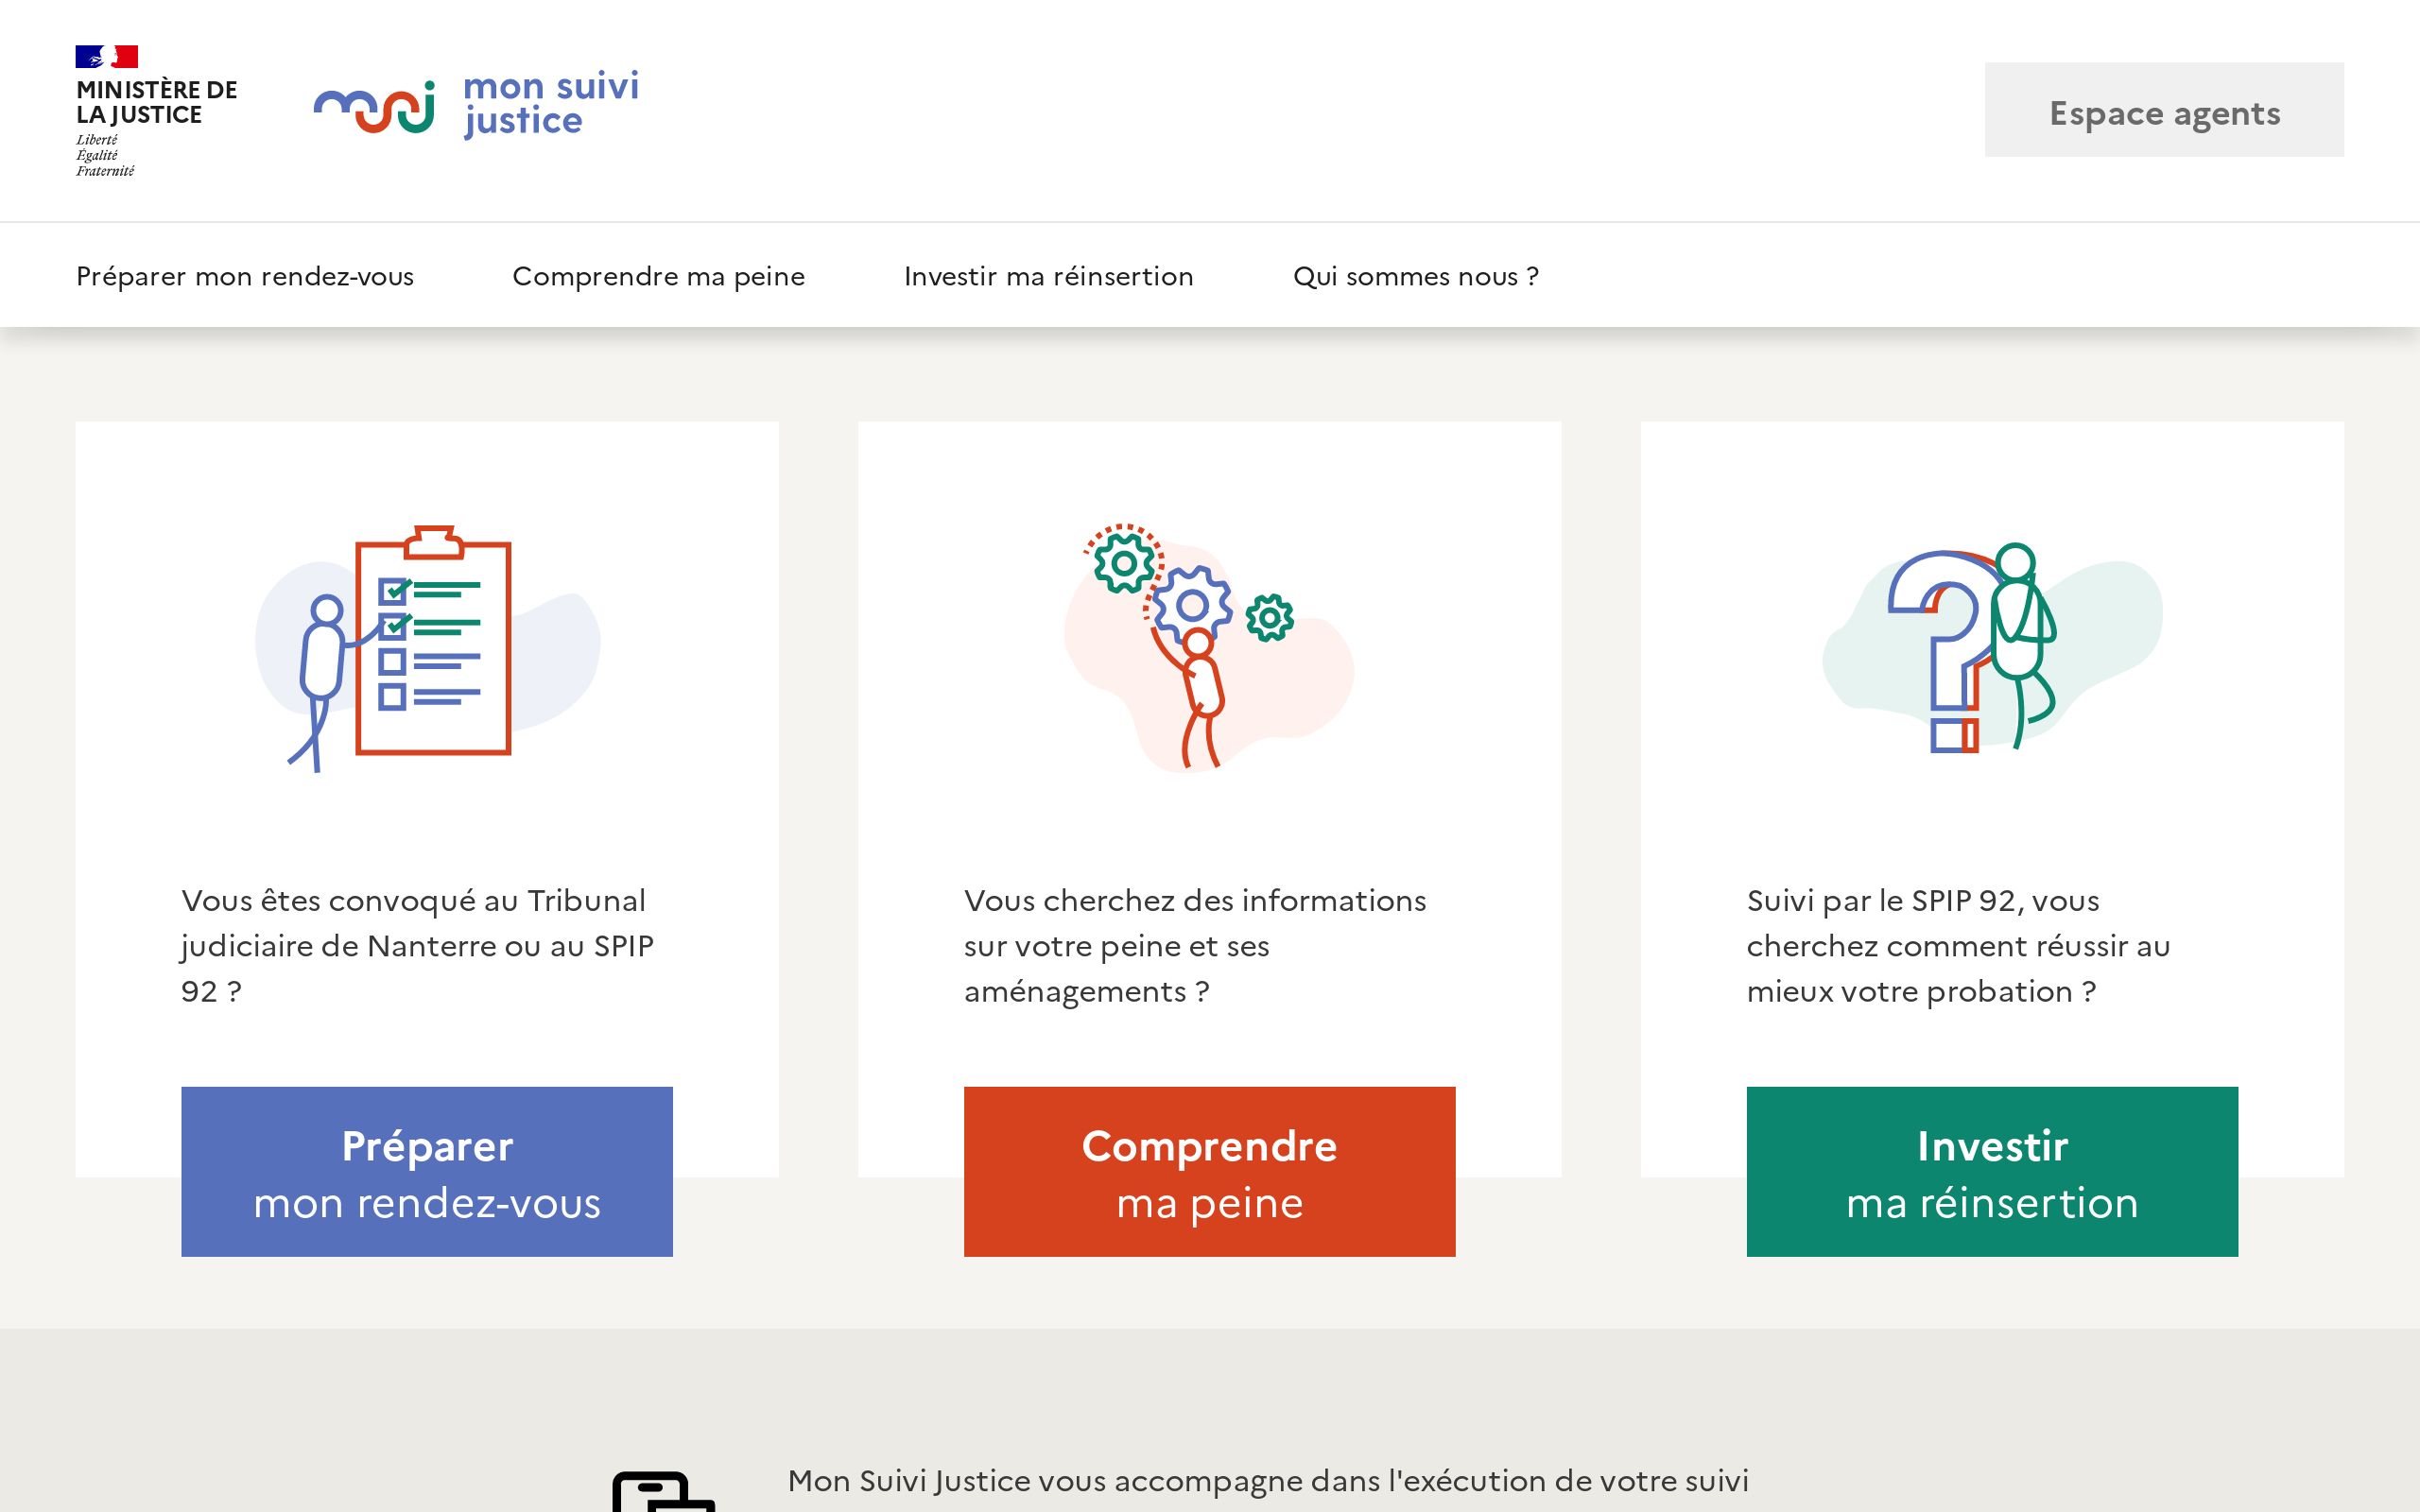 MINISTÈRE DE
LA JUSTICE
Liberté
Égalité
Fraternité
moj
mon suivi
justice
Espace agents
Préparer mon rendez-vous
Comprendre ma peine
Investir ma réinsertion
Qui sommes nous ?
Vous êtes convoqué au Tribunal
judiciaire de Nanterre ou au SPIP
92 ?
Préparer
mon rendez-vous
Vous cherchez des informations
sur votre peine et ses
aménagements ?
Comprendre
ma peine
Suivi par le SPIP 92, vous
cherchez comment réussir au
mieux votre probation ?
Investir
ma réinsertion
Mon Suivi Justice vous accompagne dans l'exécution de votre suivi